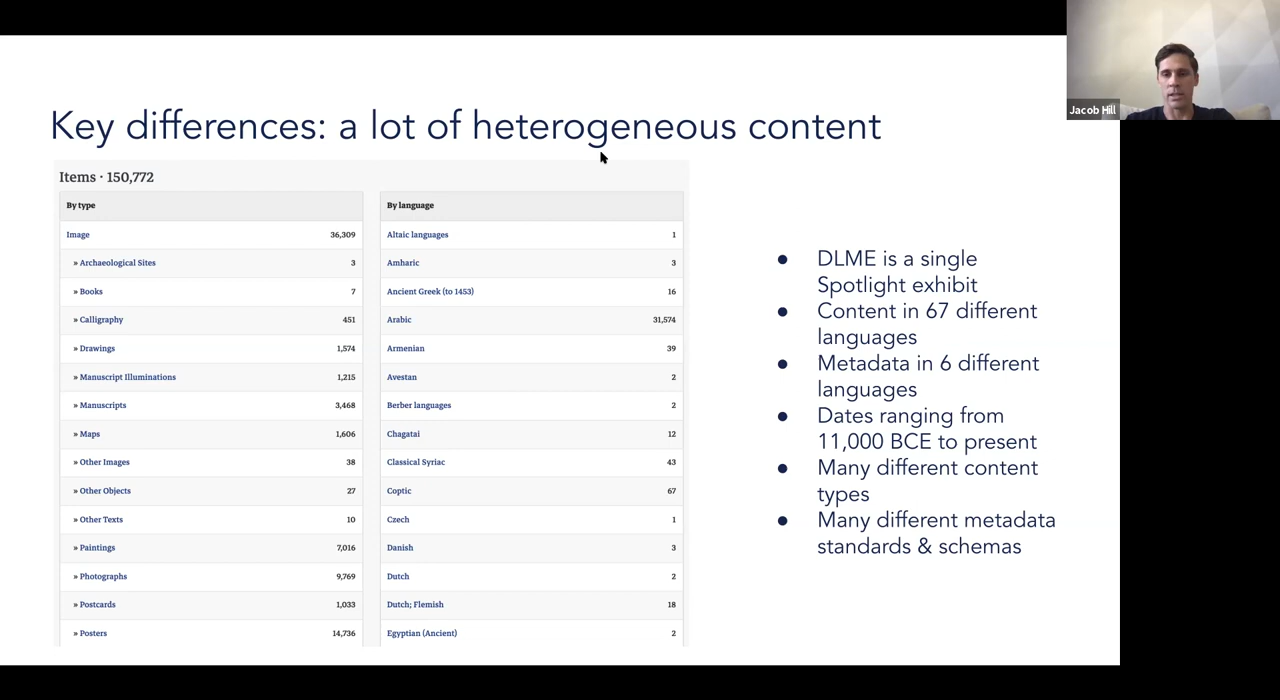 Jacob Hill
Key differences: a lot of heterogeneous content
Items · 150,772
By type
Image 36,309
» Archaeological Sites 3
» Books 7
» Calligraphy 451
» Drawings 1,574
» Manuscript Illuminations 1,215
» Manuscripts 3,468
» Maps 1,606
» Other Images 38
» Other Objects 27
» Other Texts 10
» Paintings 7,016
» Photographs 9,769
» Postcards 1,033
» Posters 14,736
By language
Altaic languages 1
Amharic 3
Ancient Greek (to 1453) 16
Arabic 31,574
Armenian 39
Avestan 2
Berber languages 2
Chagatai 12
Classical Syriac 43
Coptic 67
Czech 1
Danish 3
Dutch 2
Dutch; Flemish 18
Egyptian (Ancient) 2
● DLME is a single
Spotlight exhibit
● Content in 67 different
languages
● Metadata in 6 different
languages
● Dates ranging from
11,000 BCE to present
● Many different content
types
● Many different metadata
standards & schemas